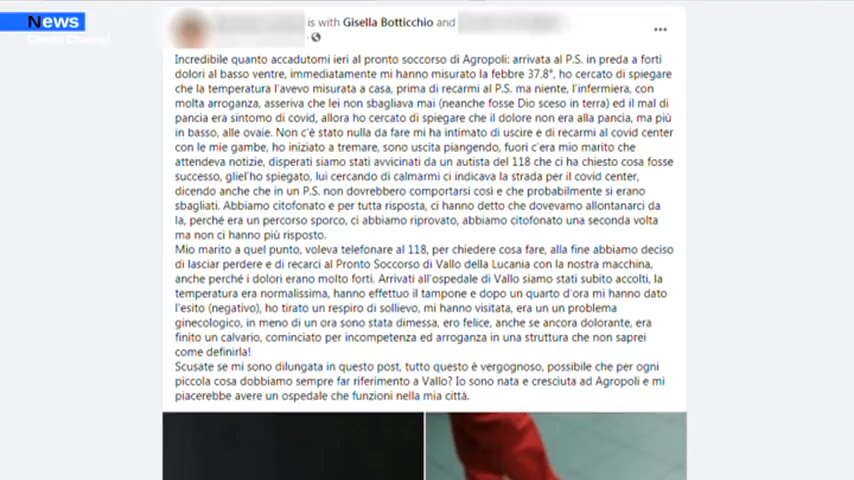 News
Cilento Channel
is with Gisella Botticchio and
Incredibile quanto accadutomi ieri al pronto soccorso di Agropoli: arrivata al P.S. in preda a forti
dolori al basso ventre, immediatamente mi hanno misurato la febbre 37.8°, ho cercato di spiegare
che la temperatura l'avevo misurata a casa, prima di recarmi al P.S. ma niente, l'infermiera, con
molta arroganza, asseriva che lei non sbagliava mai (neanche fosse Dio sceso in terra) ed il mal di
pancia era sintomo di covid, allora ho cercato di spiegare che il dolore non era alla pancia, ma più
in basso, alle ovaie. Non c'è stato nulla da fare mi ha intimato di uscire e di recarmi al covid center
con le mie gambe, ho iniziato a tremare, sono uscita piangendo, fuori c'era mio marito che
attendeva notizie, disperati siamo stati avvicinati da un autista del 118 che ci ha chiesto cosa fosse
successo, gliel'ho spiegato, lui cercando di calmarmi ci indicava la strada per il covid center,
dicendo anche che in un P.S. non dovrebbero comportarsi così e che probabilmente si erano
sbagliati. Abbiamo citofonato e per tutta risposta, ci hanno detto che dovevamo allontanarci da
la, perché era un percorso sporco, ci abbiamo riprovato, abbiamo citofonato una seconda volta
ma non ci hanno più risposto.
Mio marito a quel punto, voleva telefonare al 118, per chiedere cosa fare, alla fine abbiamo deciso
di lasciar perdere e di recarci al Pronto Soccorso di Vallo della Lucania con la nostra macchina,
anche perché i dolori erano molto forti. Arrivati all'ospedale di Vallo siamo stati subito accolti, la
temperatura era normalissima, hanno effettuo il tampone e dopo un quarto d'ora mi hanno dato
l'esito (negativo), ho tirato un respiro di sollievo, mi hanno visitata, era un un problema
ginecologico, in meno di un ora sono stata dimessa, ero felice, anche se ancora dolorante, era
finito un calvario, cominciato per incompetenza ed arroganza in una struttura che non saprei
come definirla!
Scusate se mi sono dilungata in questo post, tutto questo è vergognoso, possibile che per ogni
piccola cosa dobbiamo sempre far riferimento a Vallo? Io sono nata e cresciuta ad Agropoli e mi
piacerebbe avere un ospedale che funzioni nella mia città.